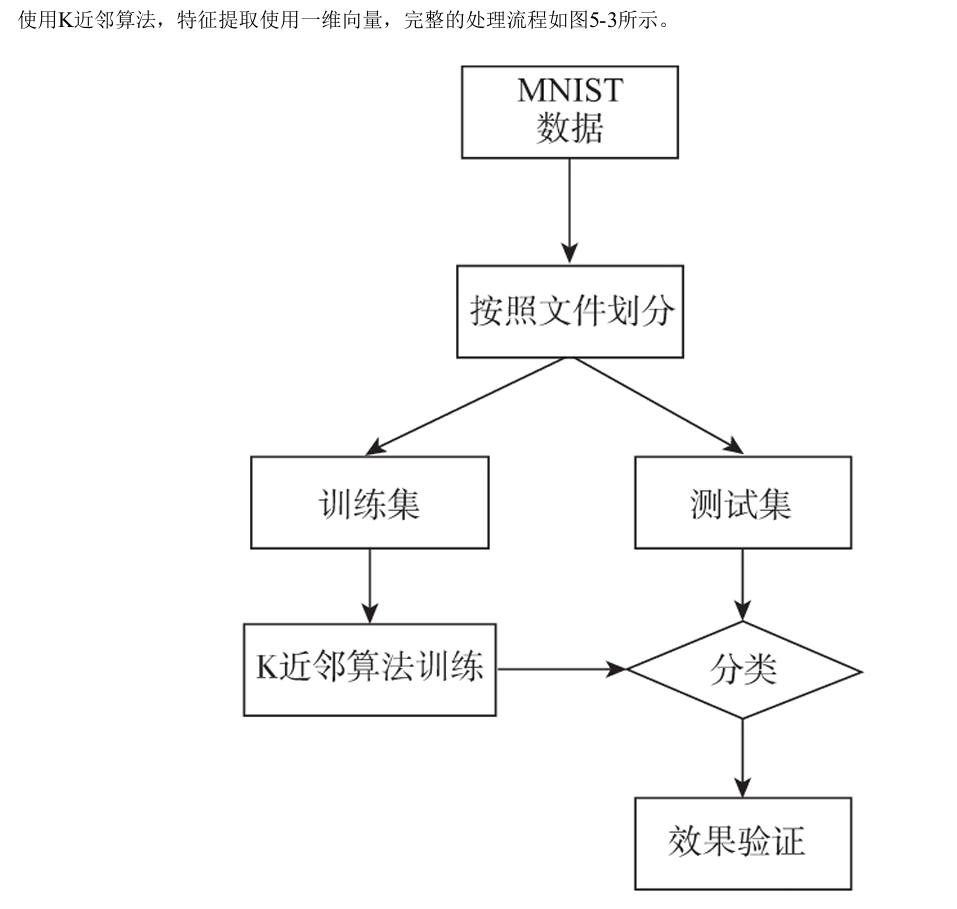 使用K近邻算法，特征提取使用一维向量，完整的处理流程如图5-3所示。
MNIST
数据
按照文件划分
训练集
测试集
K近邻算法训练
分类
效果验证